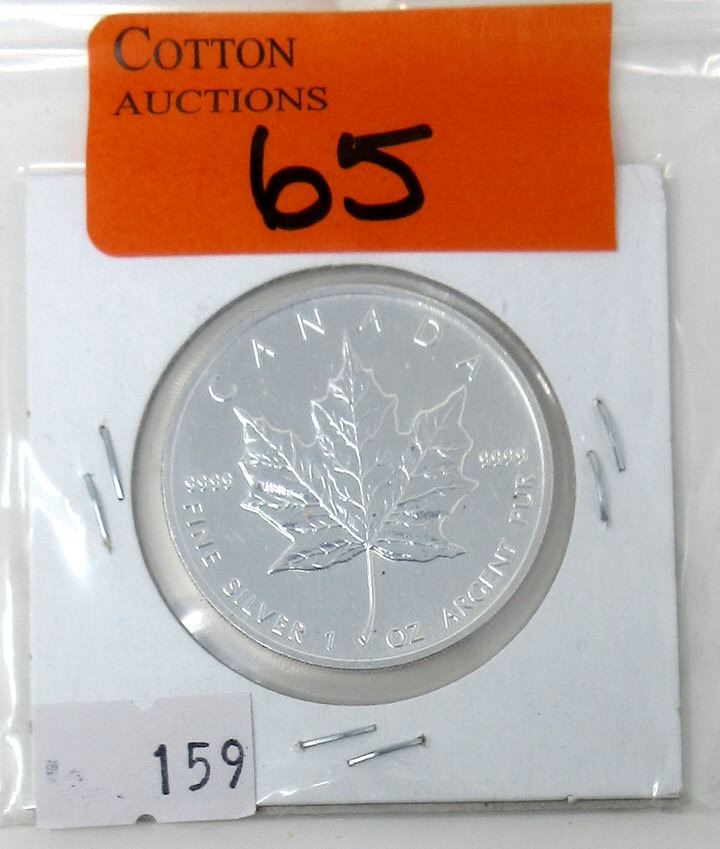 COTTON
AUCTIONS
65
CANADA
9999
9999
FINE SILVER 1 OZ ARGENT PUR
159